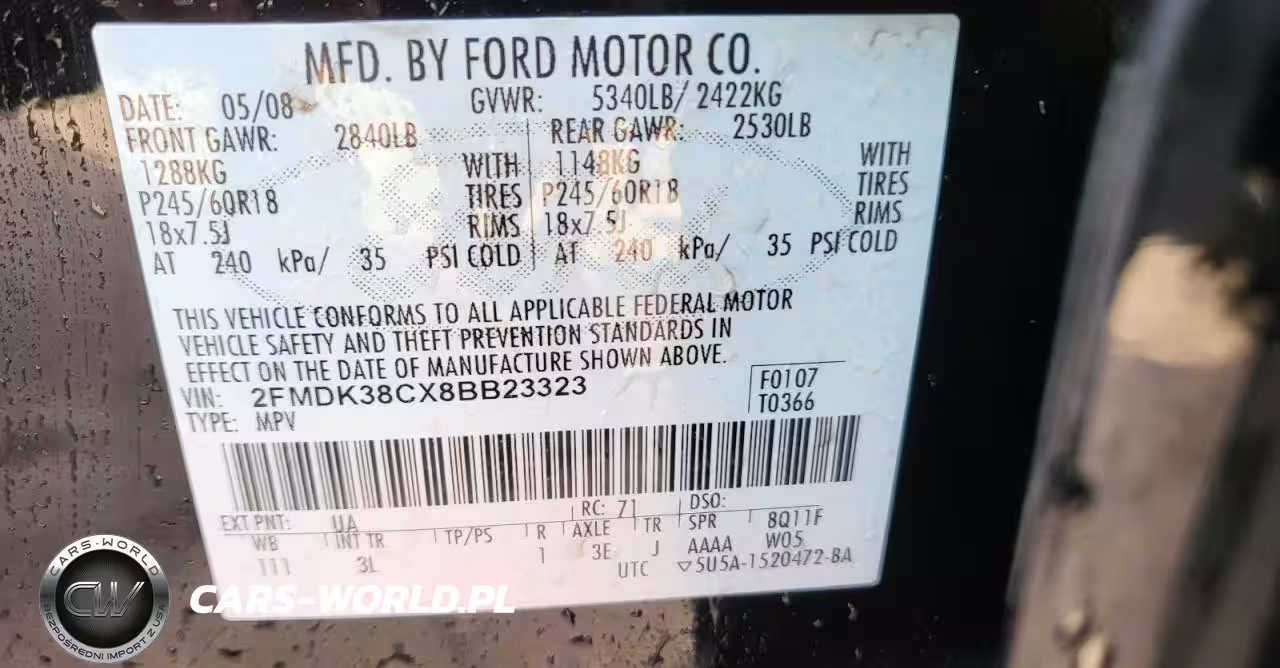 MFD. BY FORD MOTOR CO.
DATE: 05/08 GVWR: 5340LB/ 2422KG
FRONT GAWR: 2840LB REAR GAWR: 2530LB
1288KG WITH 1148KG WITH
P245/60R18 TIRES P245/60R18 TIRES
18x7.5J RIMS 18x7.5J RIMS
AT 240 kPa/ 35 PSI COLD AT 240 kPa/ 35 PSI COLD
THIS VEHICLE CONFORMS TO ALL APPLICABLE FEDERAL MOTOR
VEHICLE SAFETY AND THEFT PREVENTION STANDARDS IN
EFFECT ON THE DATE OF MANUFACTURE SHOWN ABOVE.
VIN: 2FMDK38CX8BB23323 F0107
TYPE: MPV T0366
EXT PNT: UA RC: 71 DSO:
WB INT TR TP/PS R AXLE TR SPR 8Q11F
111 3L 1 3E J AAAA W05
UTC ▽5U5A-1520472-BA
CARS-WORLD
CW
BEZPOŚREDNI IMPORT Z USA
CARS-WORLD.PL